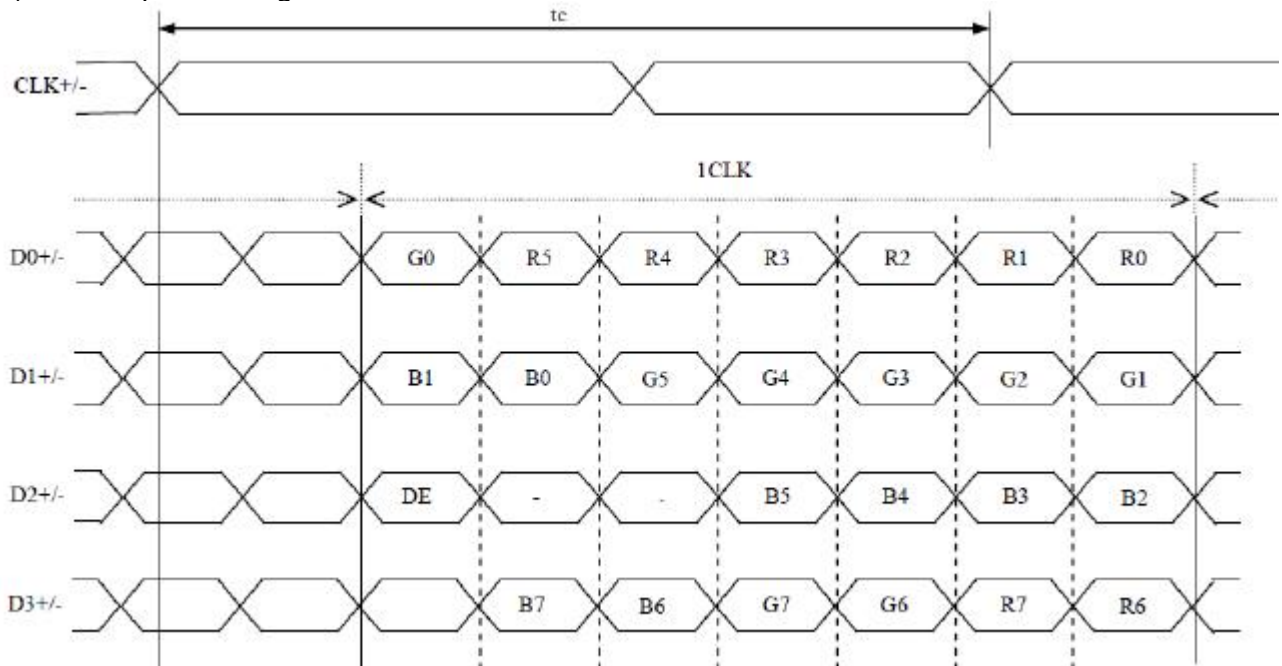 tc
CLK+/-
1CLK
D0+/- G0 R5 R4 R3 R2 R1 R0
D1+/- B1 B0 G5 G4 G3 G2 G1
D2+/- DE - - B5 B4 B3 B2
D3+/- B7 B6 G7 G6 R7 R6